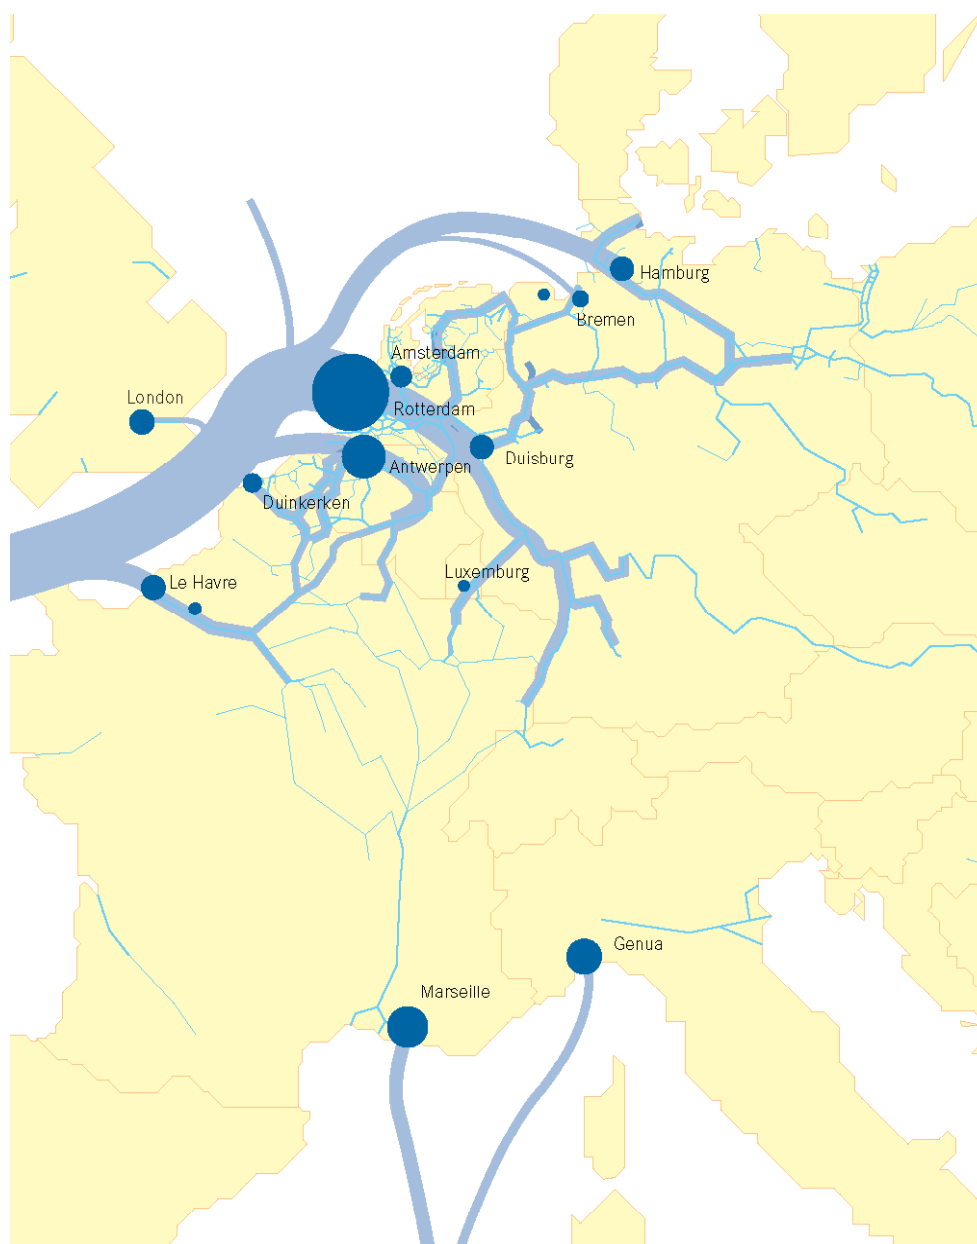 Hamburg
Bremen
Amsterdam
London
Rotterdam
Duisburg
Antwerpen
Duinkerken
Luxemburg
Le Havre
Genua
Marseille